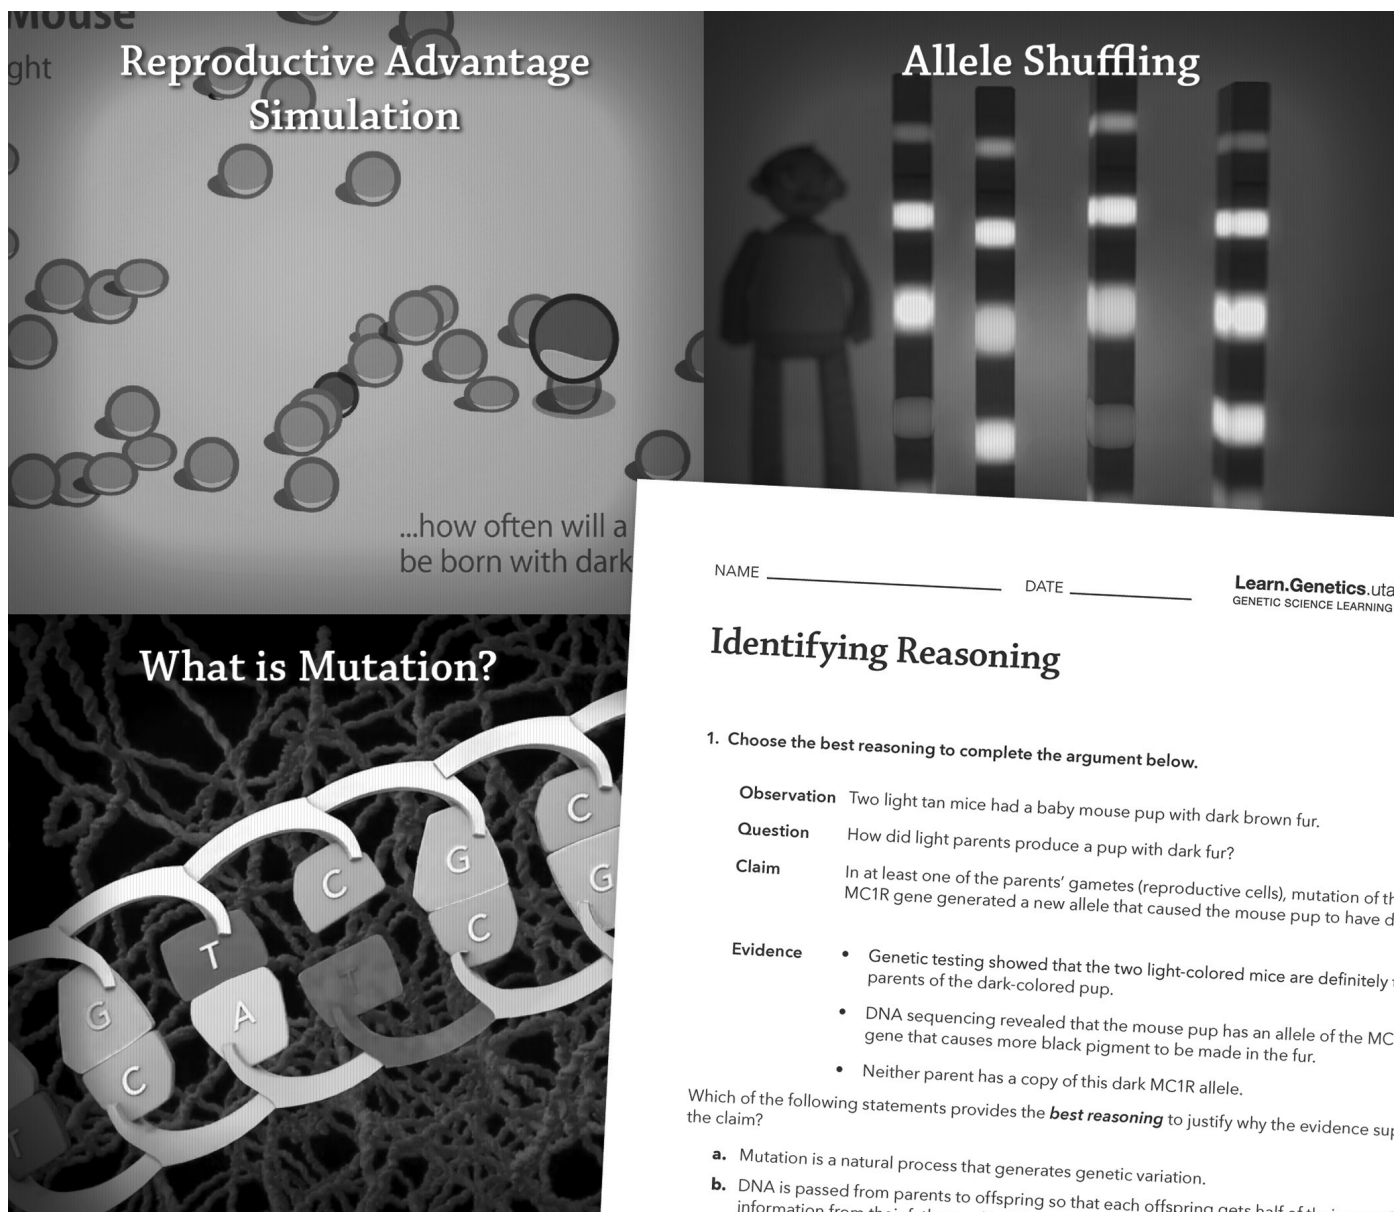 Mouse
ght
Reproductive Advantage
Simulation
...how often will a
be born with dark
Allele Shuffling
What is Mutation?
C
G
G
C
C
T
T
A
G
C
T
NAME
DATE
Learn.Genetics.uta
GENETIC SCIENCE LEARNING
Identifying Reasoning
1. Choose the best reasoning to complete the argument below.
Observation Two light tan mice had a baby mouse pup with dark brown fur.
Question How did light parents produce a pup with dark fur?
Claim In at least one of the parents' gametes (reproductive cells), mutation of th
MC1R gene generated a new allele that caused the mouse pup to have d
Evidence • Genetic testing showed that the two light-colored mice are definitely
parents of the dark-colored pup.
• DNA sequencing revealed that the mouse pup has an allele of the MC
gene that causes more black pigment to be made in the fur.
• Neither parent has a copy of this dark MC1R allele.
Which of the following statements provides the best reasoning to justify why the evidence sup
the claim?
a. Mutation is a natural process that generates genetic variation.
b. DNA is passed from parents to offspring so that each offspring gets half of
information from